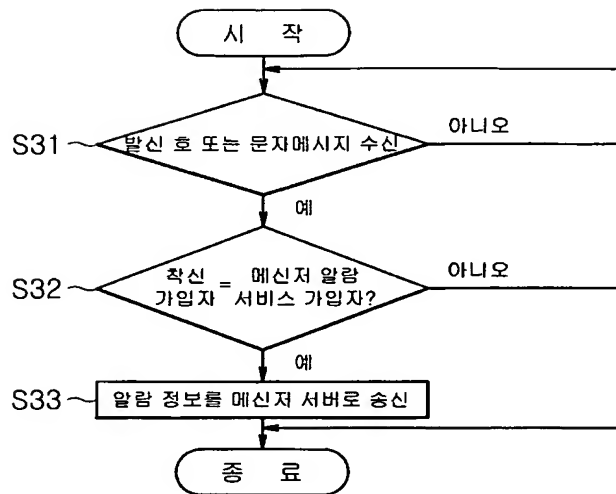 시 작
S31
발신 호 또는 문자메시지 수신
아니오
예
S32
착신 = 메신저 알람
가입자 서비스 가입자?
아니오
예
S33
알람 정보를 메신저 서버로 송신
종 료